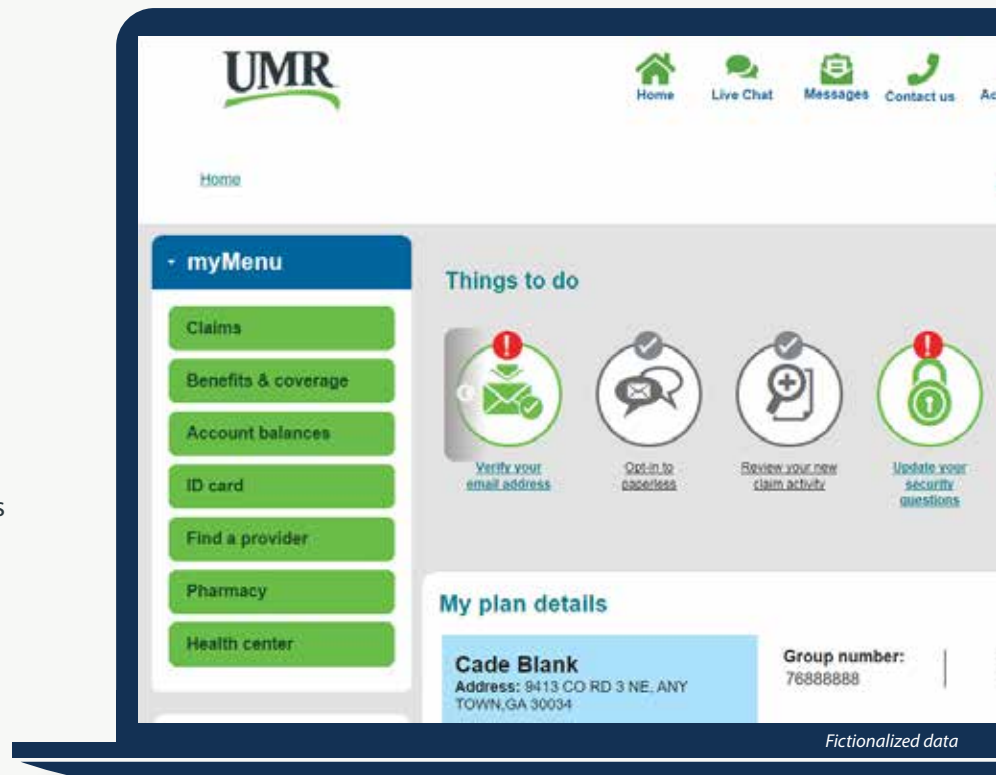 UMR
Home
Live Chat
Messages
Contact us
Ac
Home
myMenu
Claims
Benefits & coverage
Account balances
ID card
Find a provider
Pharmacy
Health center
s
Things to do
Verify your
email address
Opt-in to
paperless
Review your new
claim activity
Update your
security
questions
My plan details
Cade Blank
Address: 9413 CO RD 3 NE, ANY
TOWN,GA 30034
Group number:
76888888
Fictionalized data